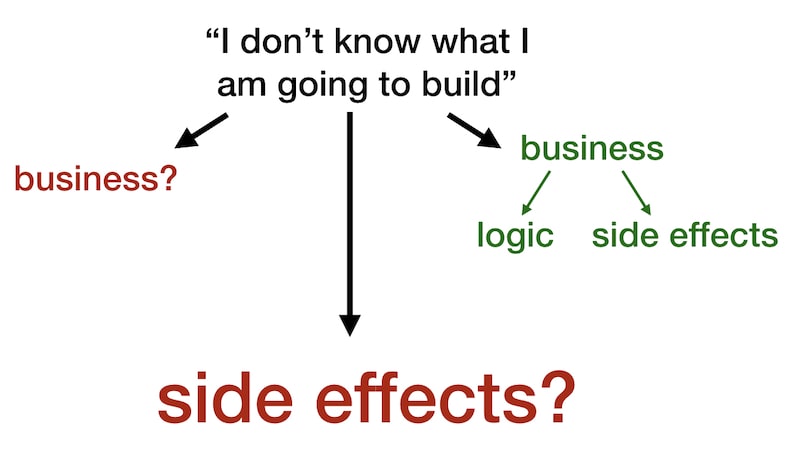 “I don’t know what I
am going to build”
business?
business
logic
side effects
side effects?